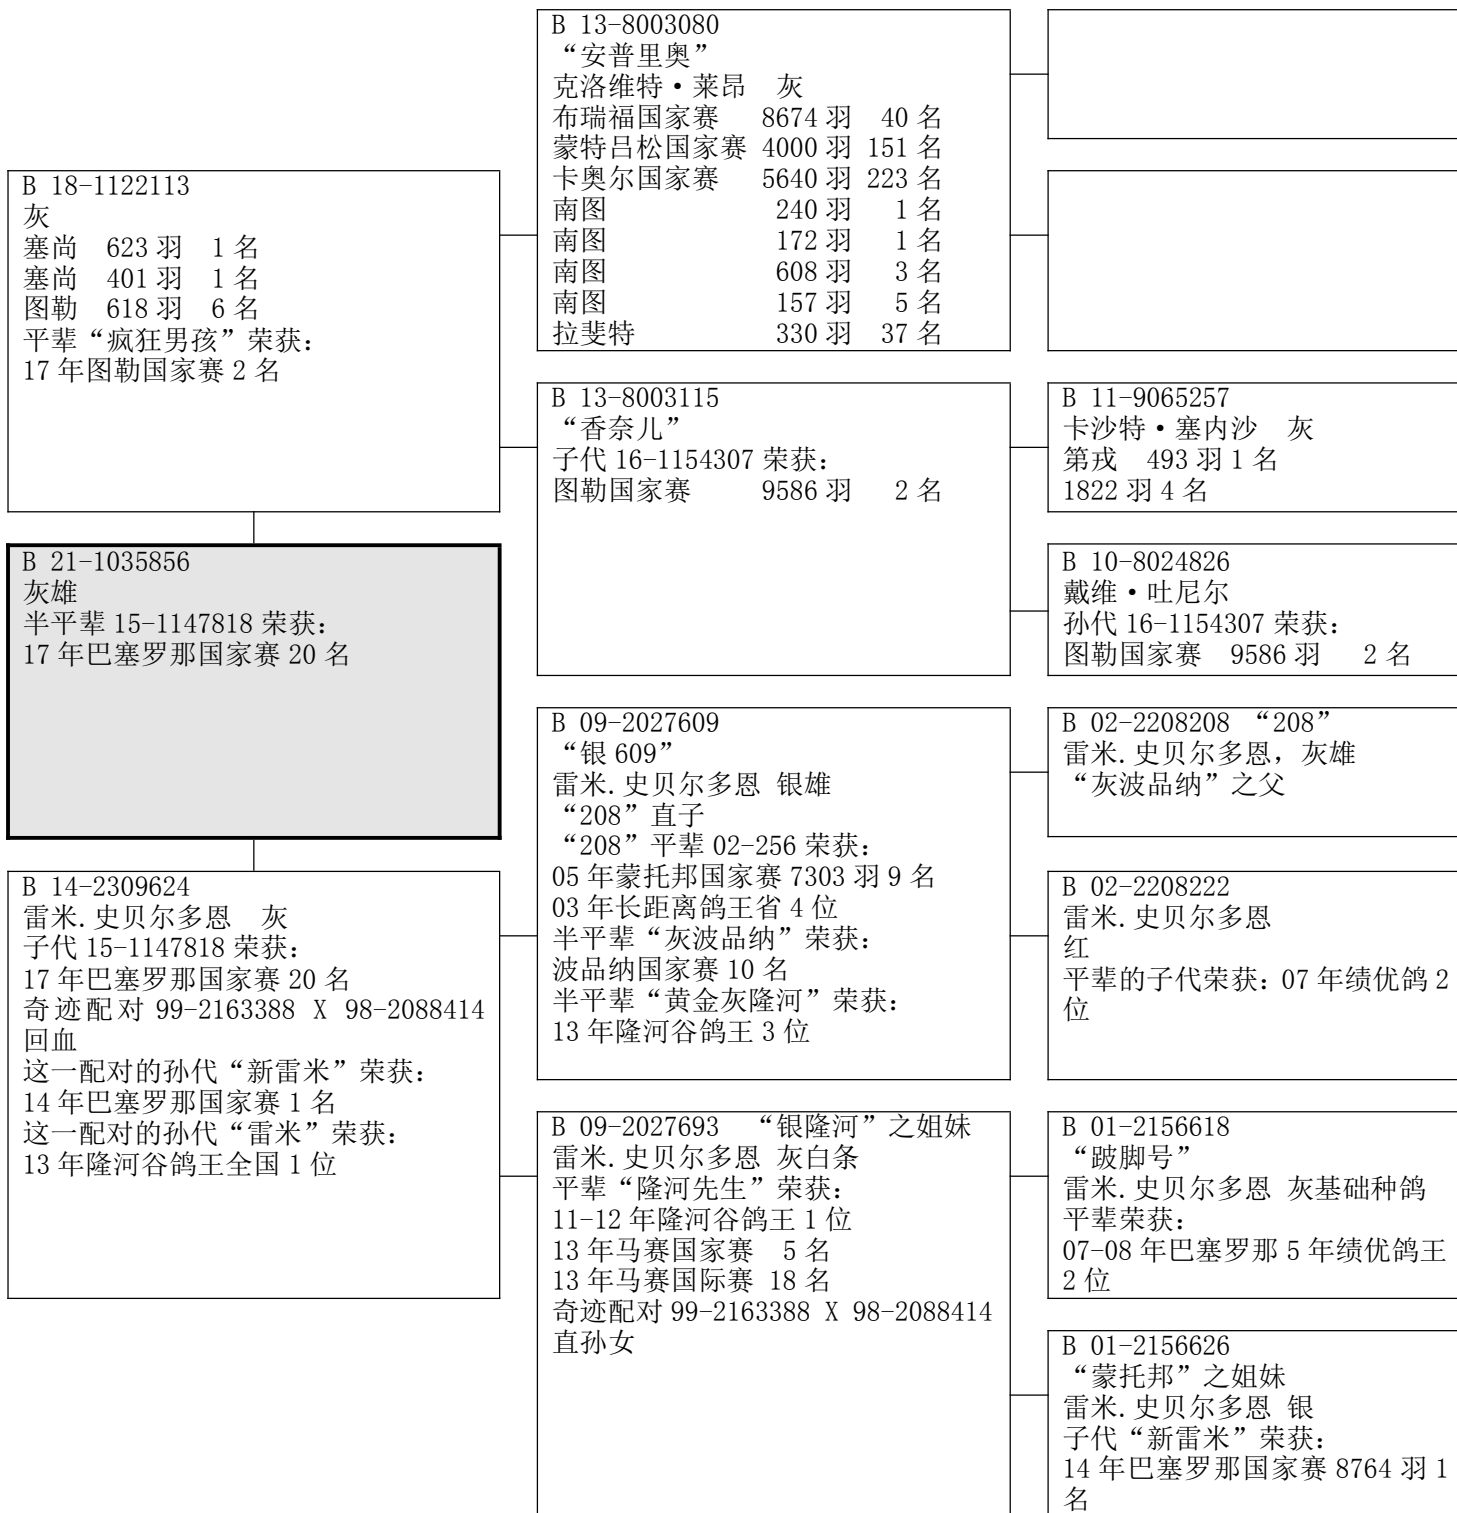 B 13-8003080
“安普里奥”
克洛维特·莱昂　灰
布瑞福国家赛　8674 羽　40 名
蒙特吕松国家赛 4000 羽 151 名
卡奥尔国家赛　5640 羽 223 名
南图　240 羽　1 名
南图　172 羽　1 名
南图　608 羽　3 名
南图　157 羽　5 名
拉斐特　330 羽　37 名
B 18-1122113
灰
塞尚　623 羽　1 名
塞尚　401 羽　1 名
图勒　618 羽　6 名
平辈“疯狂男孩”荣获：
17 年图勒国家赛 2 名
B 13-8003115
“香奈儿”
子代 16-1154307 荣获：
图勒国家赛　9586 羽　2 名
B 11-9065257
卡沙特·塞内沙　灰
第戎　493 羽 1 名
1822 羽 4 名
B 21-1035856
灰雄
半平辈 15-1147818 荣获：
17 年巴塞罗那国家赛 20 名
B 10-8024826
戴维·吐尼尔
孙代 16-1154307 荣获：
图勒国家赛　9586 羽　2 名
B 09-2027609
“银 609”
雷米.史贝尔多恩 银雄
“208”直子
“208”平辈 02-256 荣获：
05 年蒙托邦国家赛 7303 羽 9 名
03 年长距离鸽王省 4 位
半平辈“灰波品纳”荣获：
波品纳国家赛 10 名
半平辈“黄金灰隆河”荣获：
13 年隆河谷鸽王 3 位
B 02-2208208 “208”
雷米.史贝尔多恩，灰雄
“灰波品纳”之父
B 14-2309624
雷米.史贝尔多恩　灰
子代 15-1147818 荣获：
17 年巴塞罗那国家赛 20 名
奇迹配对 99-2163388 X 98-2088414
回血
这一配对的孙代“新雷米”荣获：
14 年巴塞罗那国家赛 1 名
这一配对的孙代“雷米”荣获：
13 年隆河谷鸽王全国 1 位
B 02-2208222
雷米.史贝尔多恩
红
平辈的子代荣获：07 年绩优鸽 2
位
B 09-2027693　“银隆河”之姐妹
雷米.史贝尔多恩 灰白条
平辈“隆河先生”荣获：
11-12 年隆河谷鸽王 1 位
13 年马赛国家赛　5 名
13 年马赛国际赛 18 名
奇迹配对 99-2163388 X 98-2088414
直孙女
B 01-2156618
“跛脚号”
雷米.史贝尔多恩 灰基础种鸽
平辈荣获：
07-08 年巴塞罗那 5 年绩优鸽王
2 位
B 01-2156626
“蒙托邦”之姐妹
雷米.史贝尔多恩 银
子代“新雷米”荣获：
14 年巴塞罗那国家赛 8764 羽 1
名